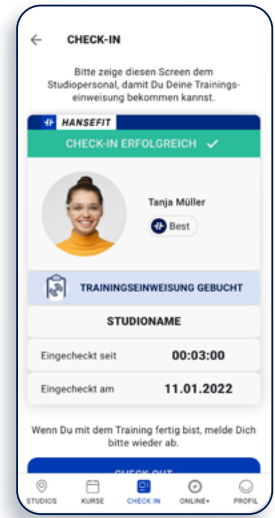 CHECK-IN
Bitte zeige diesen Screen dem
Studiopersonal, damit Du Deine Trainings-
einweisung bekommen kannst.
HANSEFIT
CHECK-IN ERFOLGREICH
Tanja Müller
Best
TRAININGSEINWEISUNG GEBUCHT
STUDIONAME
Eingecheckt seit 00:03:00
Eingecheckt am 11.01.2022
Wenn Du mit dem Training fertig bist, melde Dich
bitte wieder ab.
CHECK OUT
STUDIOS KURSE CHECK IN ONLINE+ PROFIL